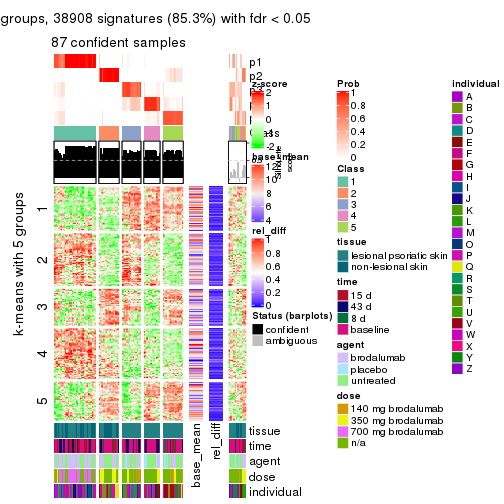 groups, 38908 signatures (85.3%) with fdr < 0.05
87 confident samples
p1
p2
z-score
2
1
-2
base_mean
12
10
8
6
4
rel_diff
1
0.8
0.6
0.4
0.2
0
Status (barplots)
confident
ambiguous
k-means with 5 groups
1
2
3
4
5
base_mean
rel_diff
tissue
time
agent
dose
individual
Prob
1
0.8
0.6
0.4
0.2
0
Class
1
2
3
4
5
tissue
lesional psoriatic skin
non-lesional skin
time
15 d
43 d
8 d
baseline
agent
brodalumab
placebo
untreated
dose
140 mg brodalumab
350 mg brodalumab
700 mg brodalumab
n/a
individual
A
B
C
D
E
F
G
H
I
J
K
L
M
O
P
Q
R
S
T
U
V
W
X
Y
Z